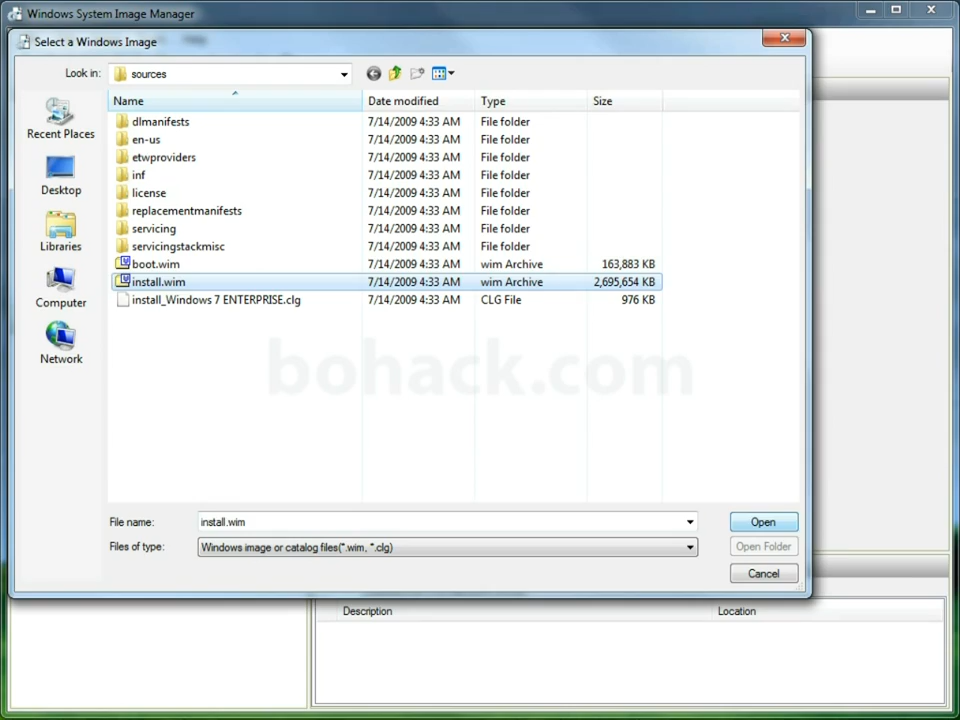 Windows System Image Manager
Select a Windows Image
Look in: sources
Name Date modified Type Size
dlmanifests 7/14/2009 4:33 AM File folder
en-us 7/14/2009 4:33 AM File folder
etwproviders 7/14/2009 4:33 AM File folder
inf 7/14/2009 4:33 AM File folder
license 7/14/2009 4:33 AM File folder
replacementmanifests 7/14/2009 4:33 AM File folder
servicing 7/14/2009 4:33 AM File folder
servicingstackmisc 7/14/2009 4:33 AM File folder
boot.wim 7/14/2009 4:33 AM wim Archive 163,883 KB
install.wim 7/14/2009 4:33 AM wim Archive 2,695,654 KB
install_Windows 7 ENTERPRISE.clg 7/14/2009 4:33 AM CLG File 976 KB
Recent Places
Desktop
Libraries
Computer
Network
bohack.com
File name: install.wim Open
Files of type: Windows image or catalog files(*.wim, *.clg) Open Folder
Cancel
Description Location